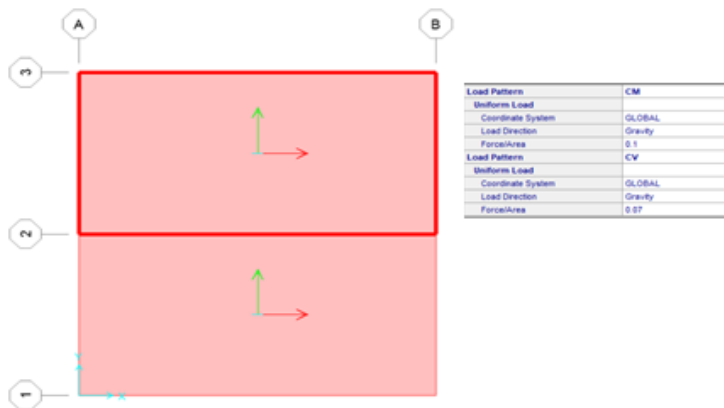 A B
3
2
1
Y
X
Load Pattern CM
Uniform Load
Coordinate System GLOBAL
Load Direction Gravity
Force/Area 0.1
Load Pattern CV
Uniform Load
Coordinate System GLOBAL
Load Direction Gravity
Force/Area 0.07